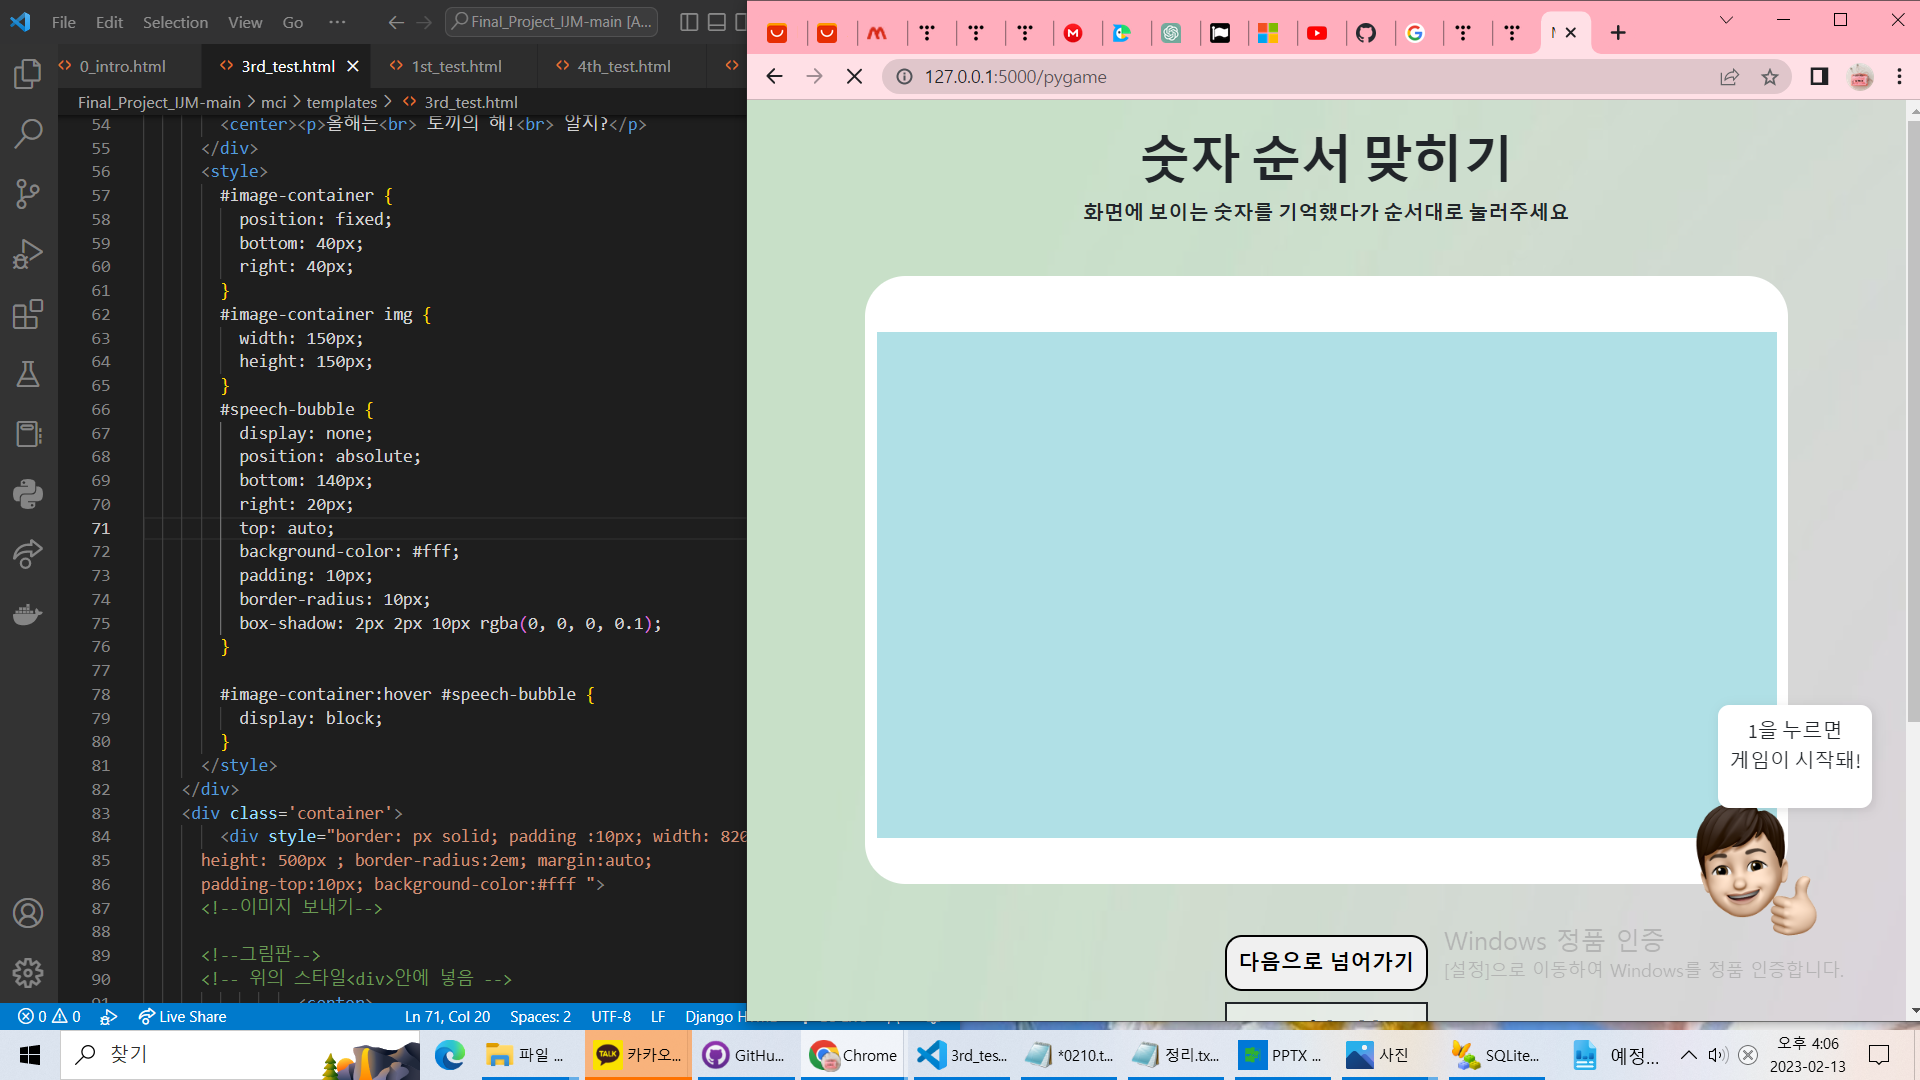 File Edit Selection View Go ··· Final_Project_IJM-main [A...
0_intro.html 3rd_test.html 1st_test.html 4th_test.html
Final_Project_IJM-main > mci > templates > 3rd_test.html
54 <center><p>올해는<br> 토끼의 해!<br> 알지?</p>
55 </div>
56 <style>
57 #image-container {
58 position: fixed;
59 bottom: 40px;
60 right: 40px;
61 }
62 #image-container img {
63 width: 150px;
64 height: 150px;
65 }
66 #speech-bubble {
67 display: none;
68 position: absolute;
69 bottom: 140px;
70 right: 20px;
71 top: auto;
72 background-color: #fff;
73 padding: 10px;
74 border-radius: 10px;
75 box-shadow: 2px 2px 10px rgba(0, 0, 0, 0.1);
76 }
77
78 #image-container:hover #speech-bubble {
79 display: block;
80 }
81 </style>
82 </div>
83 <div class='container'>
84 <div style="border: px solid; padding :10px; width: 820
85 height: 500px ; border-radius:2em; margin:auto;
86 padding-top:10px; background-color:#fff ">
87 <!--이미지 보내기-->
88
89 <!--그림판-->
90 <!-- 위의 스타일<div>안에 넣음 -->
91 <center>
0 0 Live Share Ln 71, Col 20 Spaces: 2 UTF-8 LF Django
127.0.0.1:5000/pygame
숫자 순서 맞히기
화면에 보이는 숫자를 기억했다가 순서대로 눌러주세요
1을 누르면
게임이 시작돼!
다음으로 넘어가기
Windows 정품 인증
[설정]으로 이동하여 Windows를 정품 인증합니다.
찾기 파일 ... TALK 카카오... GitHu... Chrome 3rd_tes... *0210.t... 정리.tx... PPTX ... 사진 SQLite... 예정... 오후 4:06
2023-02-13